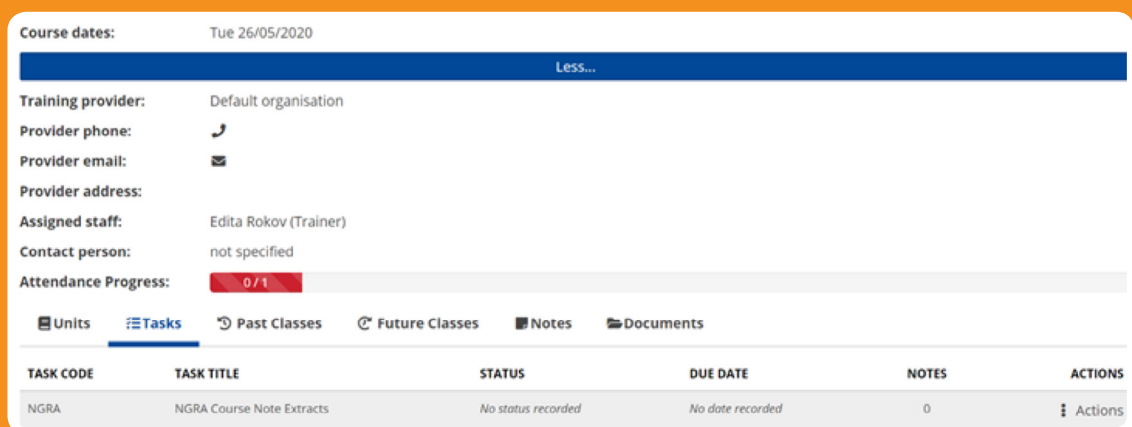 Course dates: Tue 26/05/2020
Less...
Training provider: Default organisation
Provider phone:
Provider email:
Provider address:
Assigned staff: Edita Rokov (Trainer)
Contact person: not specified
Attendance Progress: 0 / 1
Units Tasks Past Classes Future Classes Notes Documents
TASK CODE TASK TITLE STATUS DUE DATE NOTES ACTIONS
NGRA NGRA Course Note Extracts No status recorded No date recorded 0 Actions